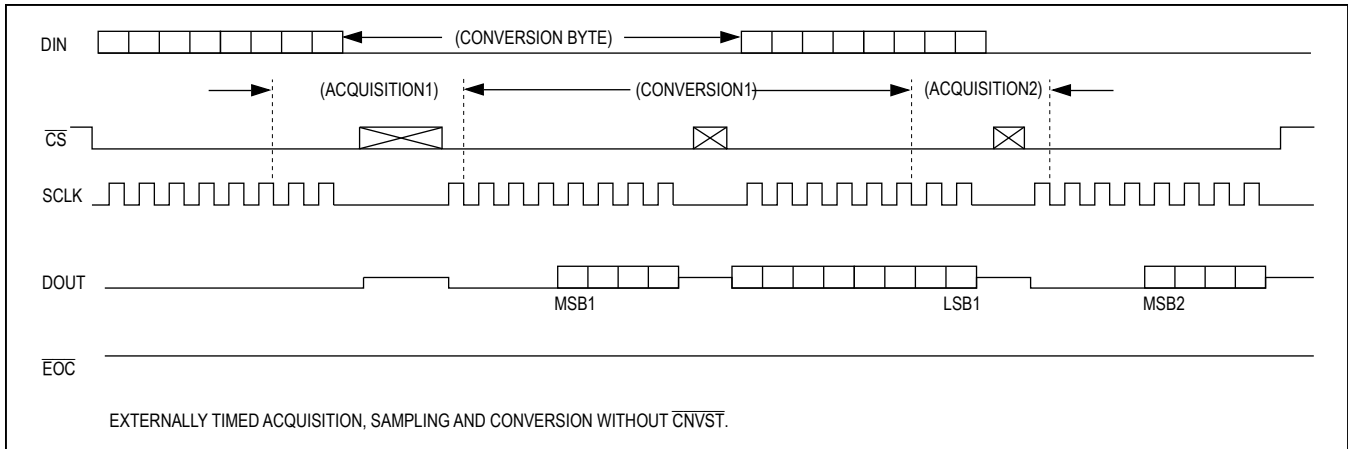 DIN (CONVERSION BYTE)
(ACQUISITION1) (CONVERSION1) (ACQUISITION2)
CS
SCLK
DOUT
MSB1 LSB1 MSB2
EOC
EXTERNALLY TIMED ACQUISITION, SAMPLING AND CONVERSION WITHOUT CNVST.